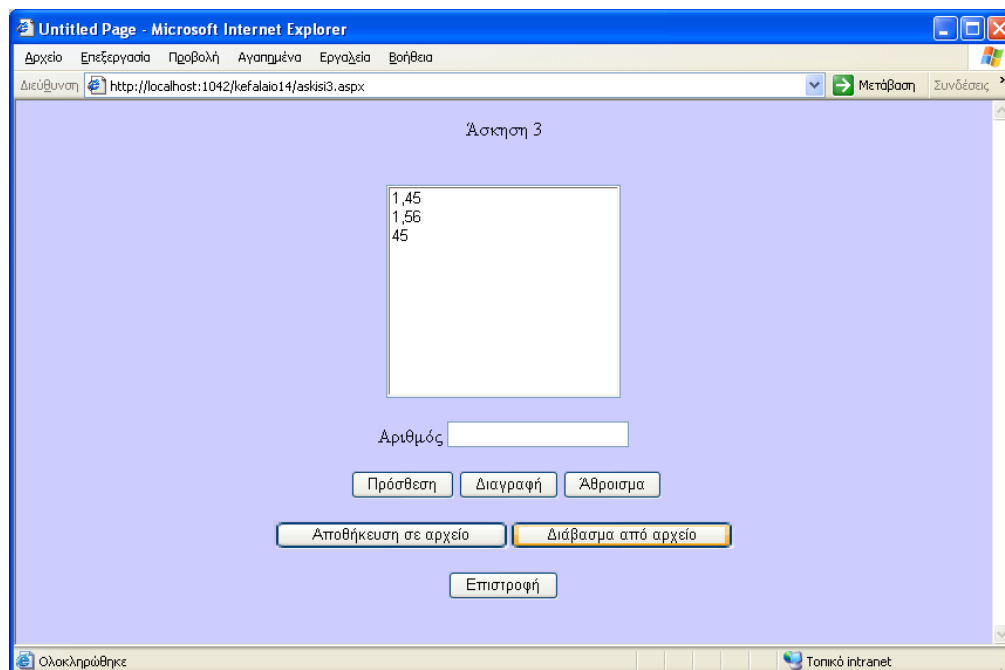 Untitled Page - Microsoft Internet Explorer
Αρχείο Επεξεργασία Προβολή Αγαπημένα Εργαλεία Βοήθεια
Διεύθυνση http://localhost:1042/kefalaio14/askisi3.aspx Μετάβαση Συνδέσεις »
Άσκηση 3
1,45
1,56
45
Αριθμός
Πρόσθεση Διαγραφή Άθροισμα
Αποθήκευση σε αρχείο Διάβασμα από αρχείο
Επιστροφή
Ολοκληρώθηκε Τοπικό intranet